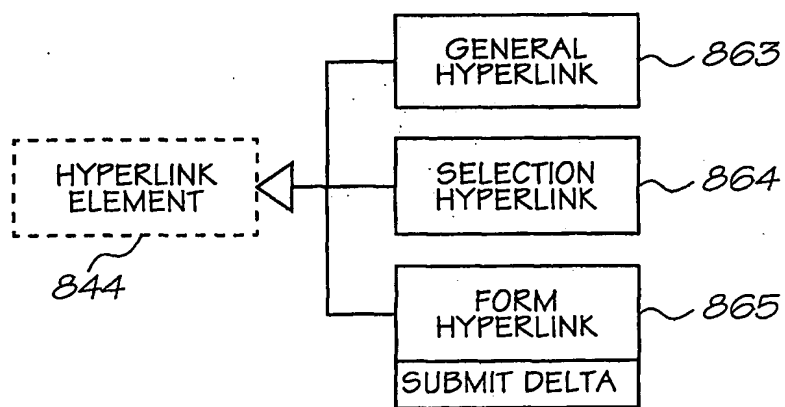 GENERAL
HYPERLINK
863
HYPERLINK
ELEMENT
844
SELECTION
HYPERLINK
864
FORM
HYPERLINK
865
SUBMIT DELTA